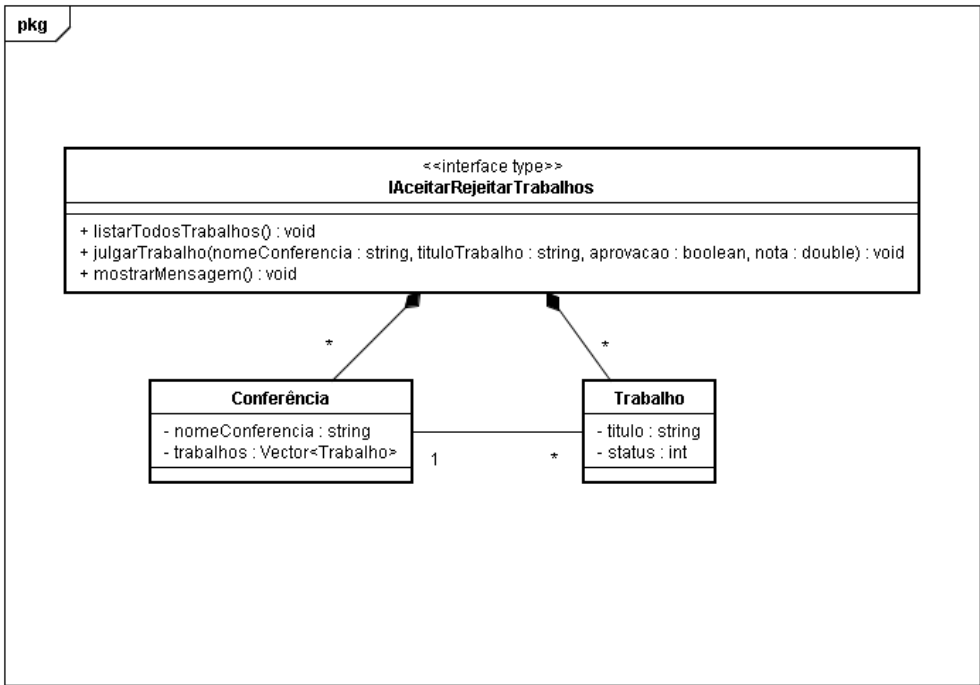 pkg
<<interface type>>
IAceitarRejeitarTrabalhos
+ listarTodosTrabalhos() : void
+ julgarTrabalho(nomeConferencia : string, tituloTrabalho : string, aprovacao : boolean, nota : double) : void
+ mostrarMensagem() : void
*
*
Conferência
- nomeConferencia : string
- trabalhos : Vector<Trabalho>
1
*
Trabalho
- titulo : string
- status : int